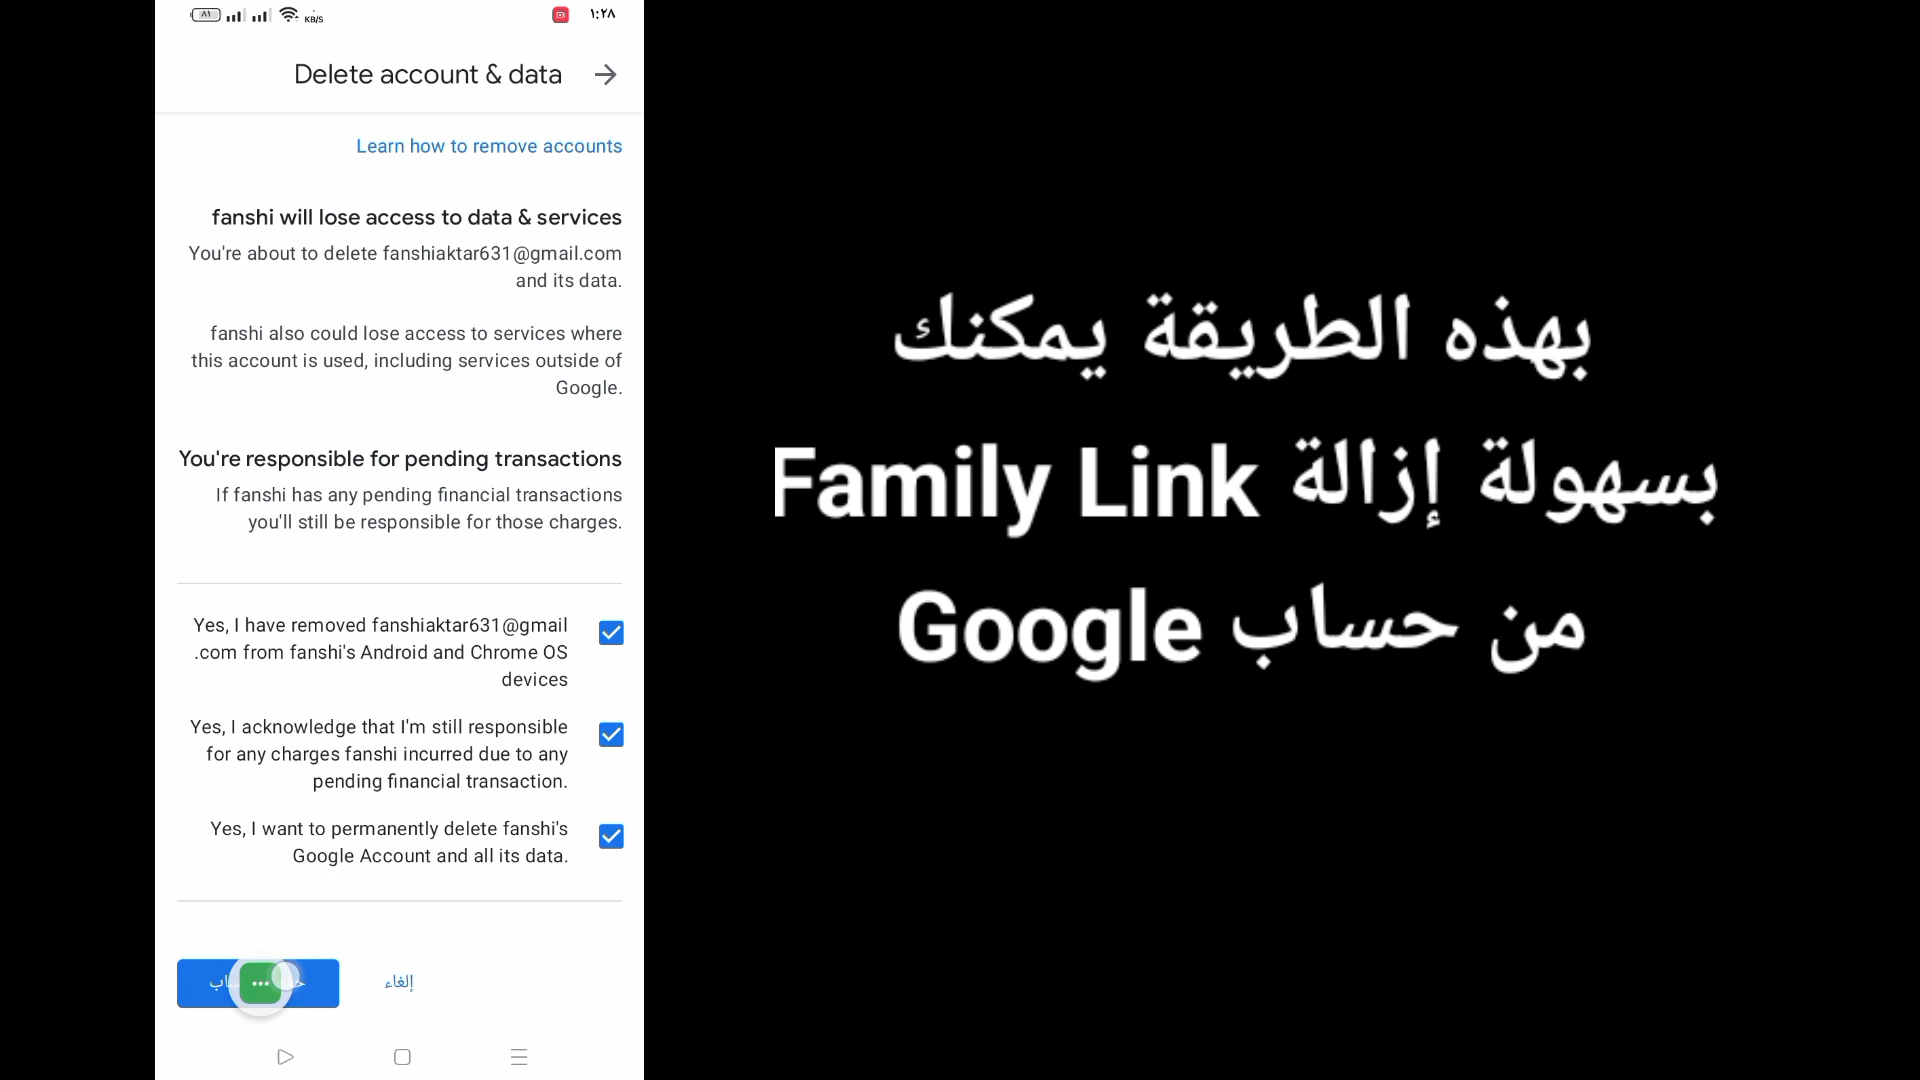 ٨١
KB/S
١:٢٨
Delete account & data
Learn how to remove accounts
fanshi will lose access to data & services
You're about to delete fanshiaktar631@gmail.com
and its data.
fanshi also could lose access to services where
this account is used, including services outside of
Google.
You're responsible for pending transactions
If fanshi has any pending financial transactions
you'll still be responsible for those charges.
Yes, I have removed fanshiaktar631@gmail
.com from fanshi's Android and Chrome OS
devices
Yes, I acknowledge that I'm still responsible
for any charges fanshi incurred due to any
pending financial transaction.
Yes, I want to permanently delete fanshi's
Google Account and all its data.
إلغاء
بهذه الطريقة يمكنك
بسهولة إزالة Family Link
من حساب Google